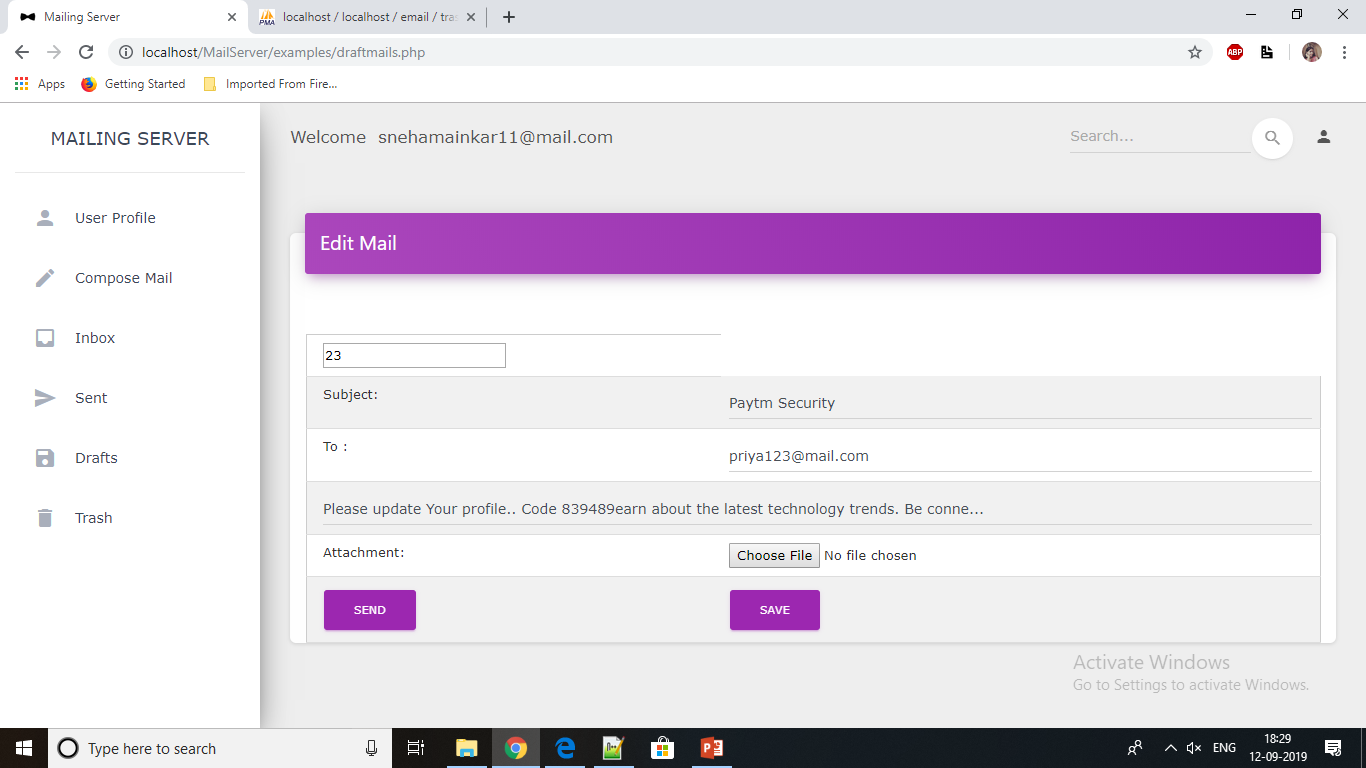 Mailing Server
localhost / localhost / email / tra
localhost/MailServer/examples/draftmails.php
ABP
Apps
Getting Started
Imported From Fire...
MAILING SERVER
Welcome snehamainkar11@mail.com
Search...
User Profile
Compose Mail
Inbox
Sent
Drafts
Trash
Edit Mail
23
Subject:
Paytm Security
To :
priya123@mail.com
Please update Your profile.. Code 839489earn about the latest technology trends. Be conne...
Attachment:
Choose File No file chosen
SEND
SAVE
Activate Windows
Go to Settings to activate Windows.
Type here to search
ENG
18:29
12-09-2019